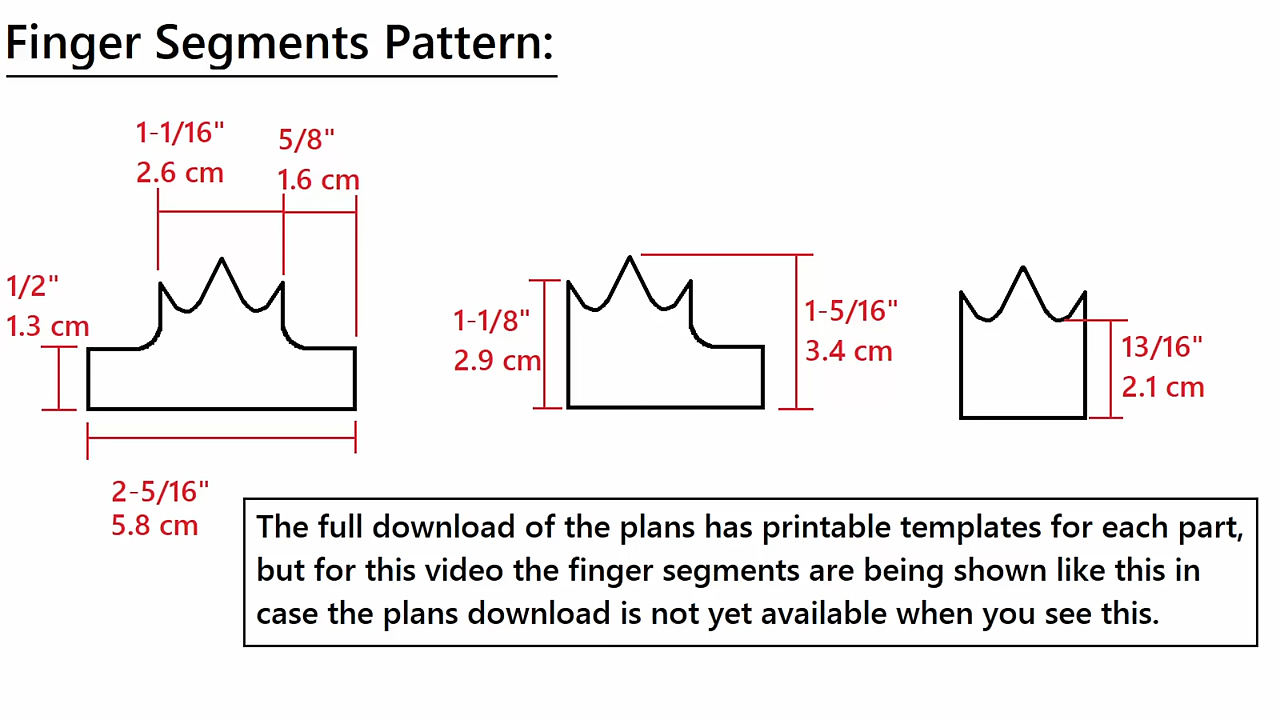 Finger Segments Pattern:
1-1/16"
2.6 cm
5/8"
1.6 cm
1/2"
1.3 cm
2-5/16"
5.8 cm
1-1/8"
2.9 cm
1-5/16"
3.4 cm
13/16"
2.1 cm
The full download of the plans has printable templates for each part,
but for this video the finger segments are being shown like this in
case the plans download is not yet available when you see this.